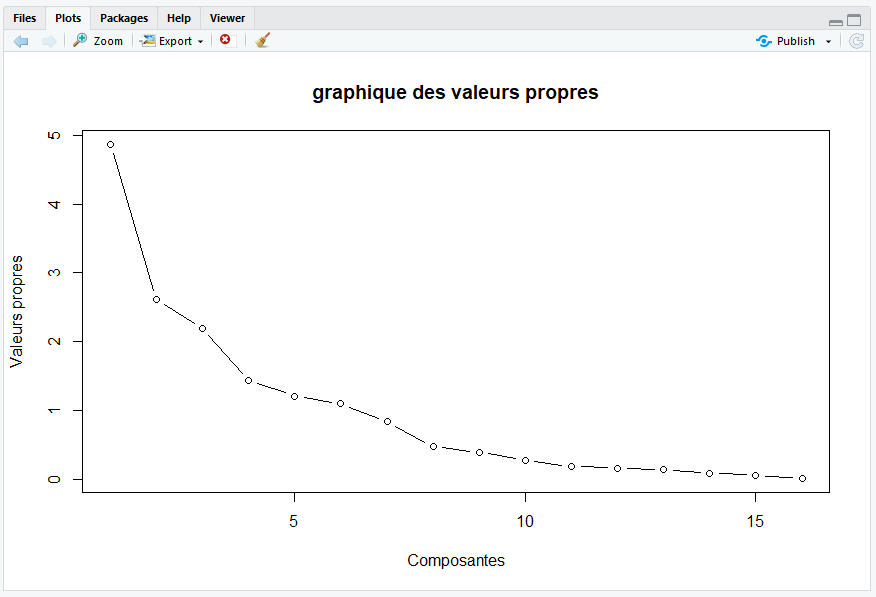 Files Plots Packages Help Viewer
Zoom Export Publish
graphique des valeurs propres
Valeurs propres
5
4
3
2
1
0
5 10 15
Composantes